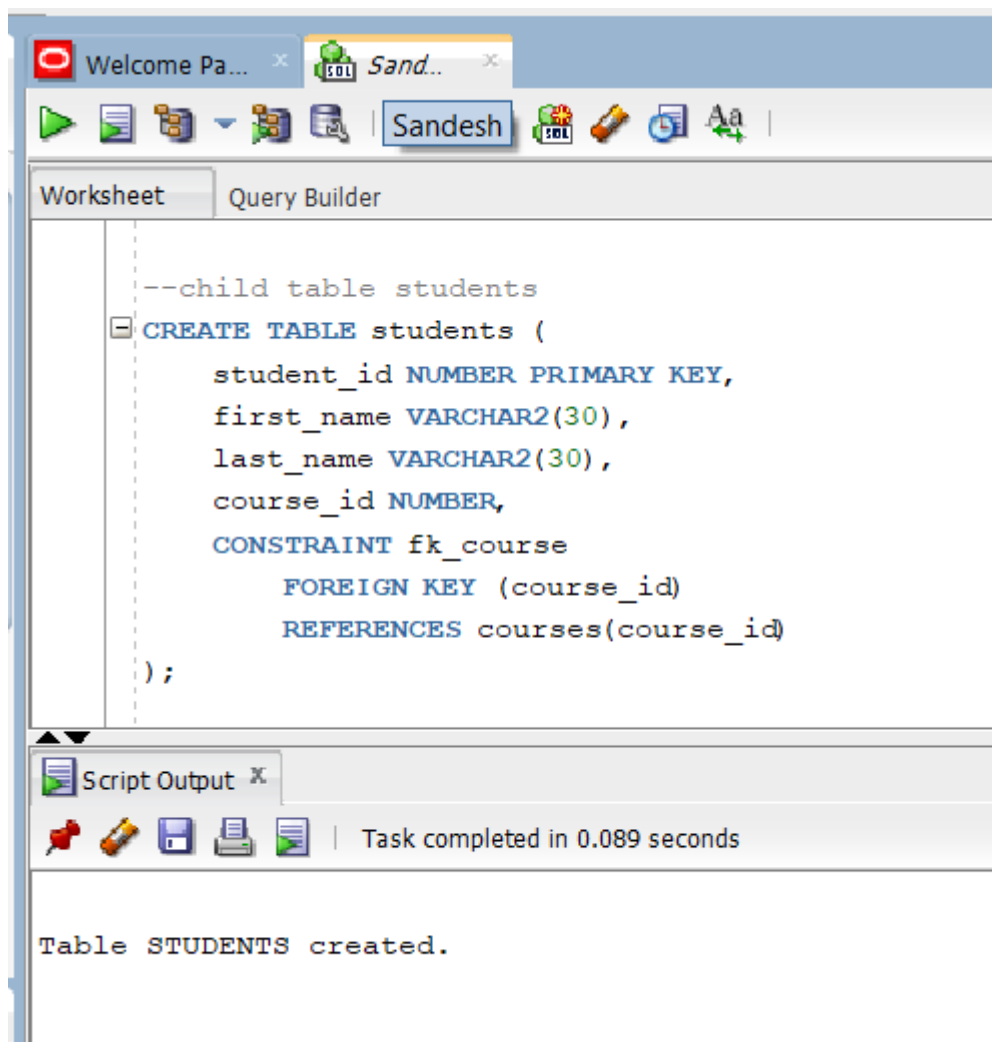 Welcome Pa...
Sand...
Sandesh
Worksheet
Query Builder
--child table students
CREATE TABLE students (
student_id NUMBER PRIMARY KEY,
first_name VARCHAR2(30),
last_name VARCHAR2(30),
course_id NUMBER,
CONSTRAINT fk_course
FOREIGN KEY (course_id)
REFERENCES courses(course_id)
);
Script Output
Task completed in 0.089 seconds
Table STUDENTS created.